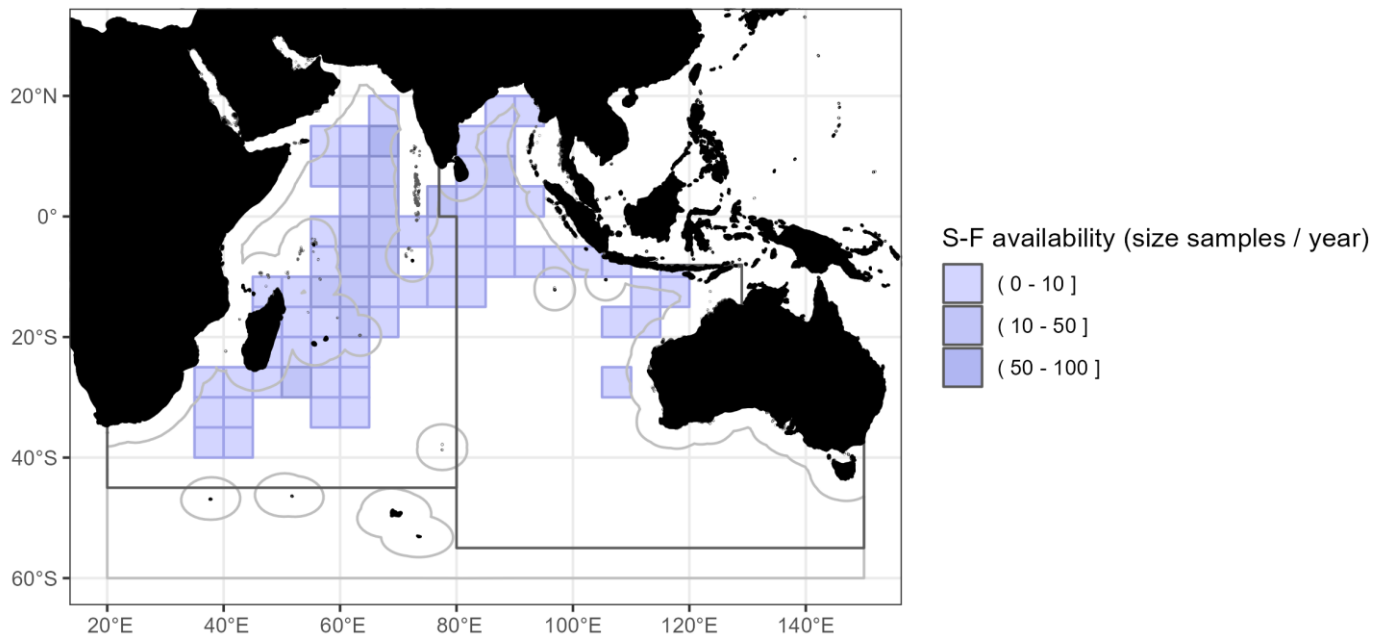 20°N
0°
20°S
40°S
60°S
20°E 40°E 60°E 80°E 100°E 120°E 140°E
S-F availability (size samples / year)
( 0 - 10 ]
( 10 - 50 ]
( 50 - 100 ]